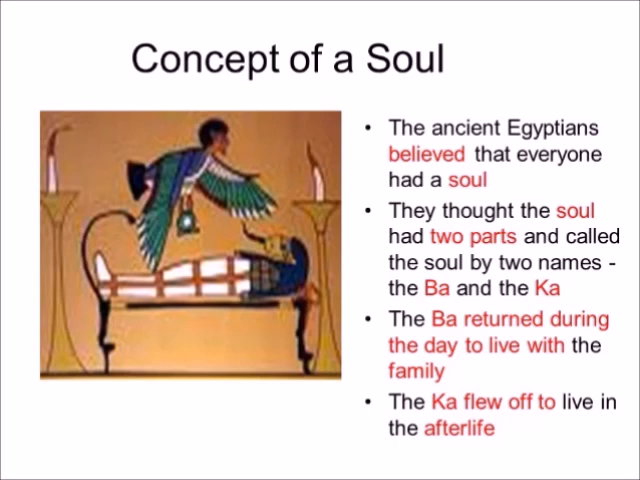 Concept of a Soul
• The ancient Egyptians
believed that everyone
had a soul
• They thought the soul
had two parts and called
the soul by two names -
the Ba and the Ka
• The Ba returned during
the day to live with the
family
• The Ka flew off to live in
the afterlife